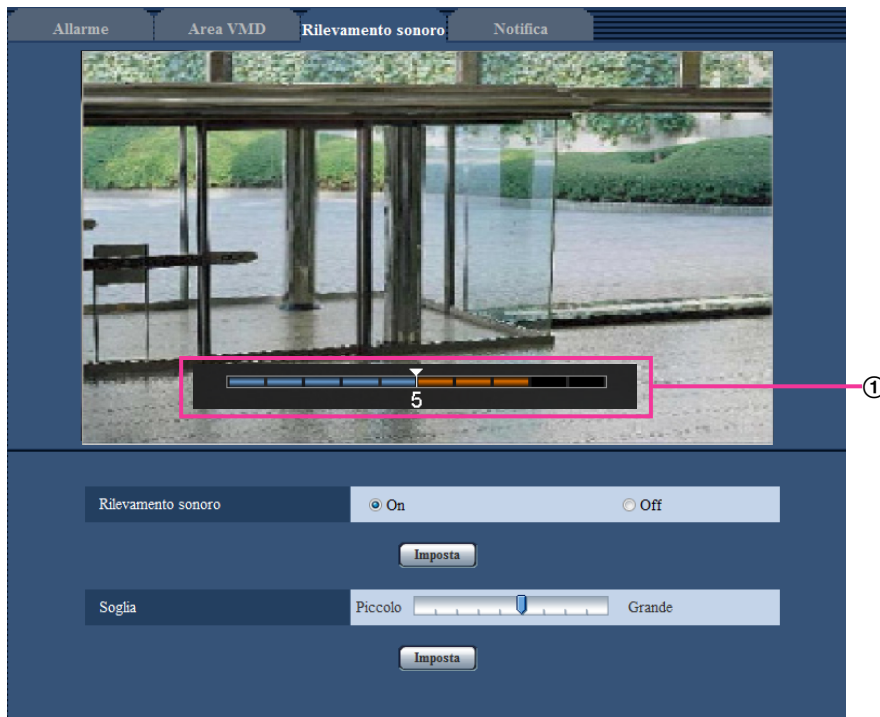 Allarme Area VMD Rilevamento sonoro Notifica
5
①
Rilevamento sonoro On Off
Imposta
Soglia Piccolo Grande
Imposta